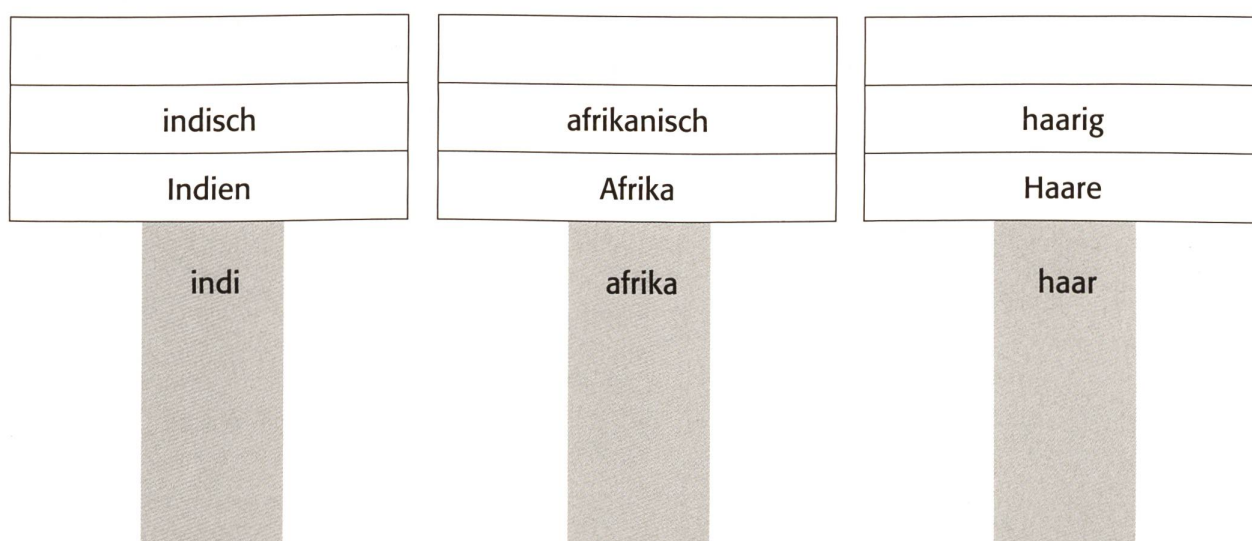 indisch
afrikanisch
haarig
Indien
Afrika
Haare
indi
afrika
haar